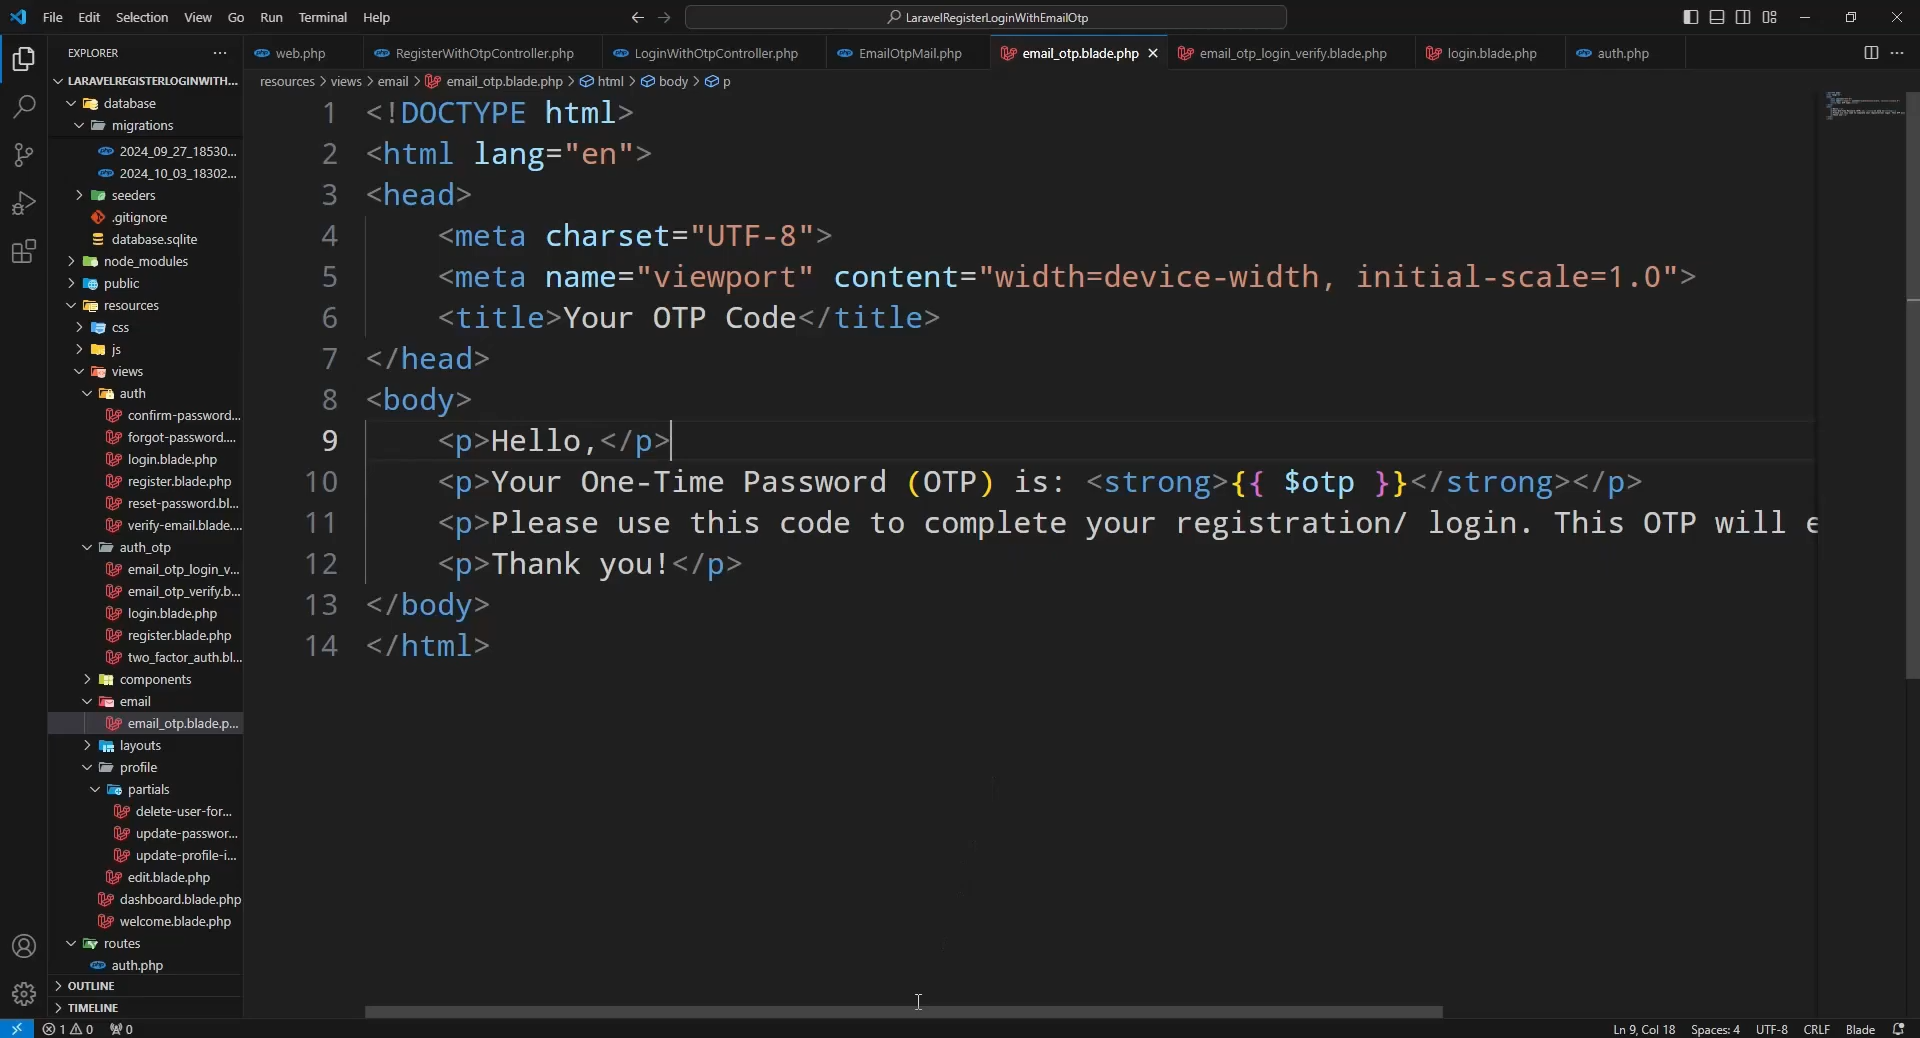 File Edit Selection View Go Run Terminal Help
LaravelRegisterLoginWithEmailOtp
EXPLORER
web.php RegisterWithOtpController.php LoginWithOtpController.php EmailOtpMail.php email_otp.blade.php email_otp_login_verify.blade.php login.blade.php auth.php
resources > views > email > email_otp.blade.php > html > body > p
LARAVELREGISTERLOGINWITH...
database
migrations
2024_09_27_18530...
2024_10_03_18302...
seeders
.gitignore
database.sqlite
node_modules
public
resources
css
js
views
auth
confirm-password...
forgot-password....
login.blade.php
register.blade.php
reset-password.bl...
verify-email.blade....
auth_otp
email_otp_login_v...
email_otp_verify.b...
login.blade.php
register.blade.php
two_factor_auth.bl...
components
email
email_otp.blade.p...
layouts
profile
partials
delete-user-for...
update-passwor...
update-profile-i...
edit.blade.php
dashboard.blade.php
welcome.blade.php
routes
auth.php
OUTLINE
TIMELINE
1 <!DOCTYPE html>
2 <html lang="en">
3 <head>
4 <meta charset="UTF-8">
5 <meta name="viewport" content="width=device-width, initial-scale=1.0">
6 <title>Your OTP Code</title>
7 </head>
8 <body>
9 <p>Hello,</p>
10 <p>Your One-Time Password (OTP) is: <strong>{{ $otp }}</strong></p>
11 <p>Please use this code to complete your registration/ login. This OTP will e
12 <p>Thank you!</p>
13 </body>
14 </html>
1 0 0 Ln 9, Col 18 Spaces: 4 UTF-8 CRLF Blade